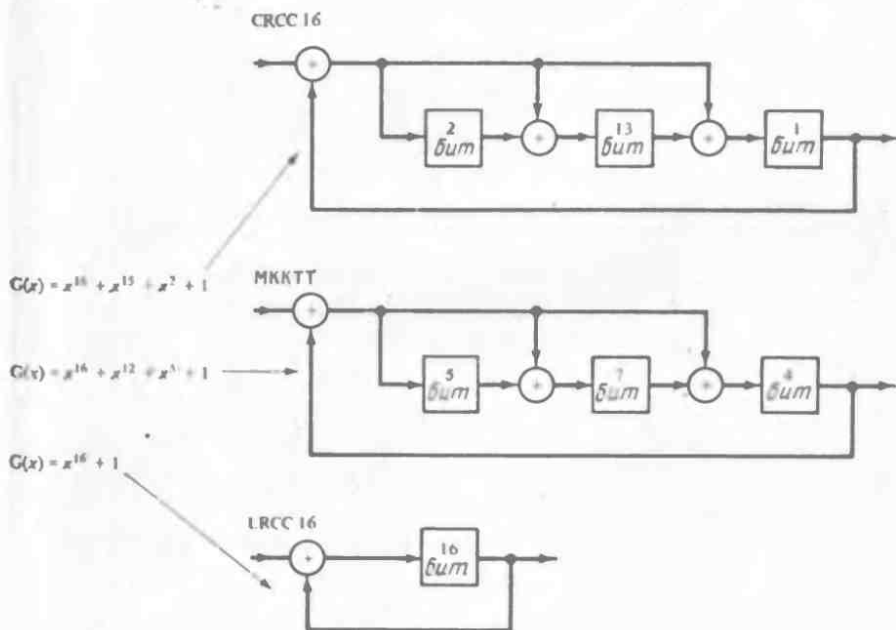 CRCC 16
+
+
+
2
бит
13
бит
1
бит
G(x) = x¹⁶ + x¹⁵ + x² + 1
МККТТ
+
+
+
5
бит
7
бит
4
бит
G(x) = x¹⁶ + x¹² + x⁵ + 1
G(x) = x¹⁶ + 1
LRCC 16
+
16
бит